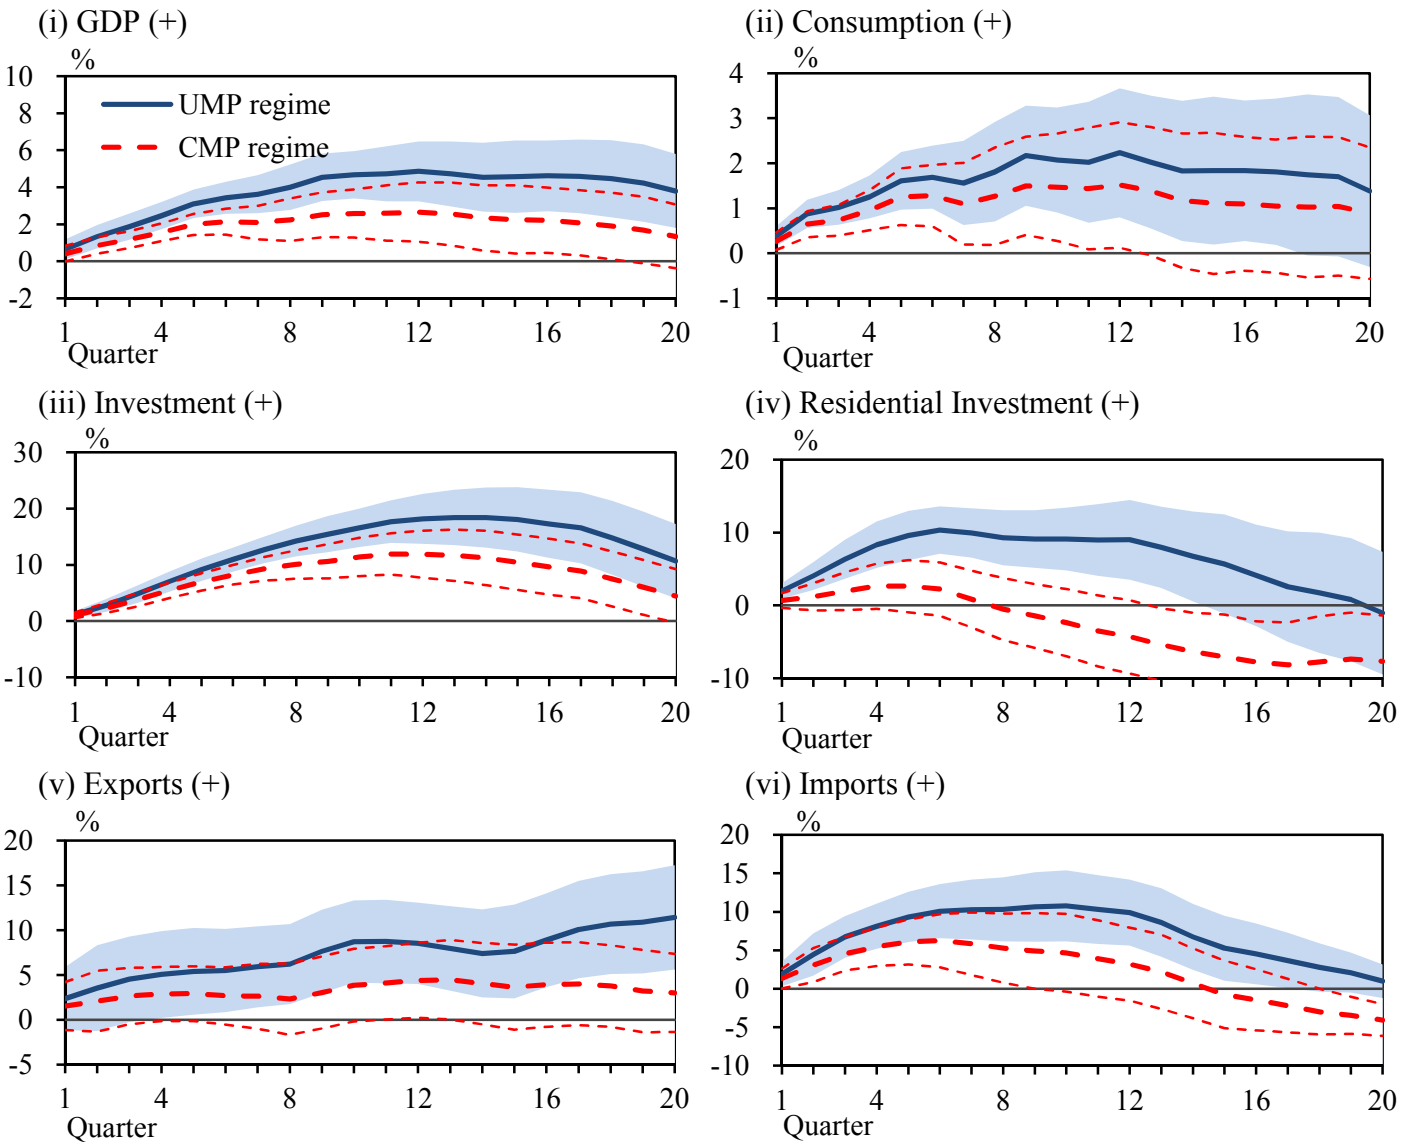 (i) GDP (+)
%
10
8
6
4
2
0
-2
UMP regime
CMP regime
1 4 8 12 16 20
Quarter
(ii) Consumption (+)
%
4
3
2
1
0
-1
1 4 8 12 16 20
Quarter
(iii) Investment (+)
%
30
20
10
0
-10
1 4 8 12 16 20
Quarter
(iv) Residential Investment (+)
%
20
10
0
-10
1 4 8 12 16 20
Quarter
(v) Exports (+)
%
20
15
10
5
0
-5
1 4 8 12 16 20
Quarter
(vi) Imports (+)
%
20
15
10
5
0
-5
-10
1 4 8 12 16 20
Quarter